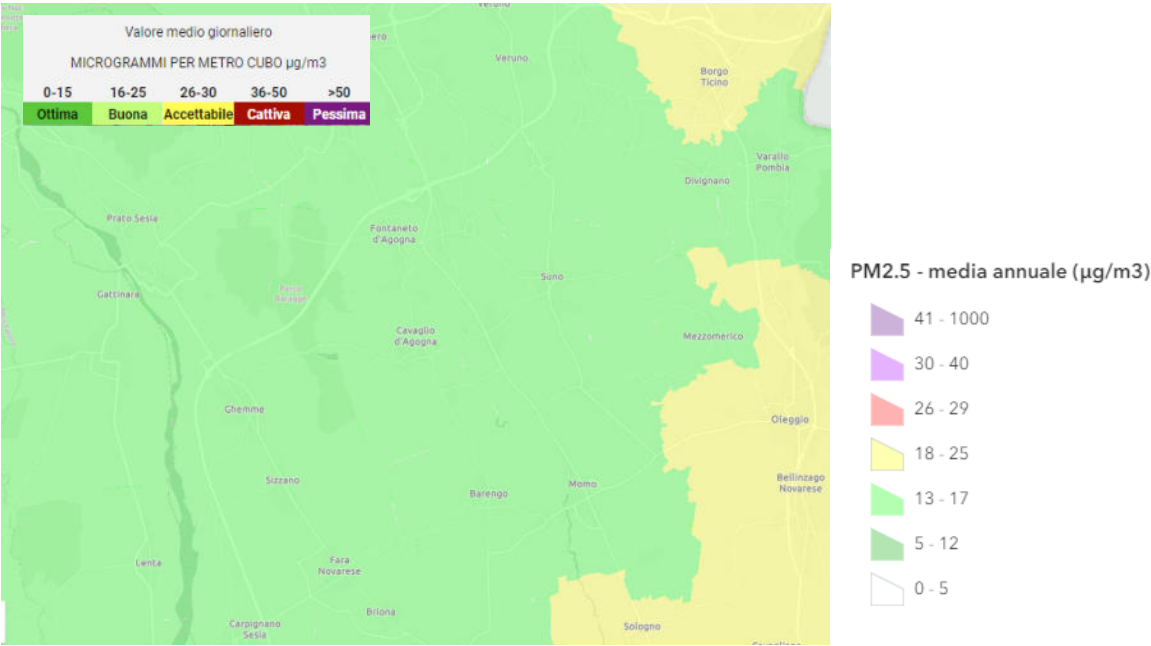 Veruno
Valore medio giornaliero
MICROGRAMMI PER METRO CUBO µg/m3
0-15 16-25 26-30 36-50 >50
Ottima Buona Accettabile Cattiva Pessima
Veruno
Borgo
Ticino
Varallo
Pombia
Divignano
Prato Sesia
Fontaneto
d'Agogna
Suno
Gattinara
Cavaglio
d'Agogna
Mezzomerico
Ghemme
Oleggio
Sizzano
Barengo
Momo
Bellinzago
Novarese
Lenta
Fara
Novarese
Briona
Carpignano
Sesia
Sologno
PM2.5 - media annuale (µg/m3)
41 - 1000
30 - 40
26 - 29
18 - 25
13 - 17
5 - 12
0 - 5